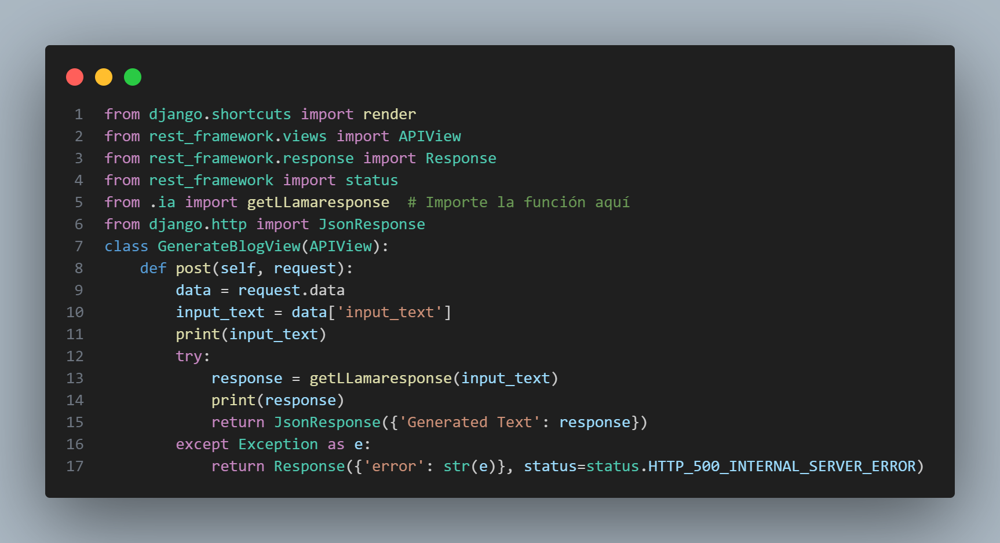 1 from django.shortcuts import render
2 from rest_framework.views import APIView
3 from rest_framework.response import Response
4 from rest_framework import status
5 from .ia import getLLamaresponse  # Importe la función aquí
6 from django.http import JsonResponse
7 class GenerateBlogView(APIView):
8     def post(self, request):
9         data = request.data
10         input_text = data['input_text']
11         print(input_text)
12         try:
13             response = getLLamaresponse(input_text)
14             print(response)
15             return JsonResponse({'Generated Text': response})
16         except Exception as e:
17             return Response({'error': str(e)}, status=status.HTTP_500_INTERNAL_SERVER_ERROR)